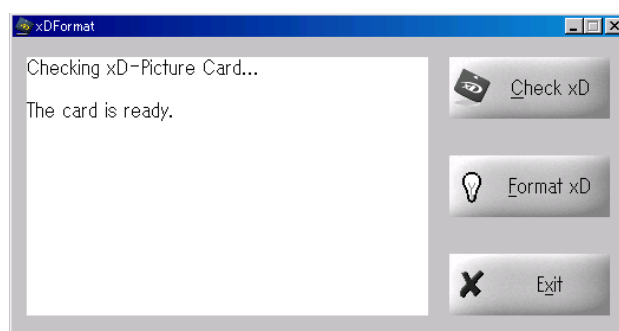 xDFormat
Checking xD-Picture Card...
The card is ready.
Check xD
Format xD
Exit